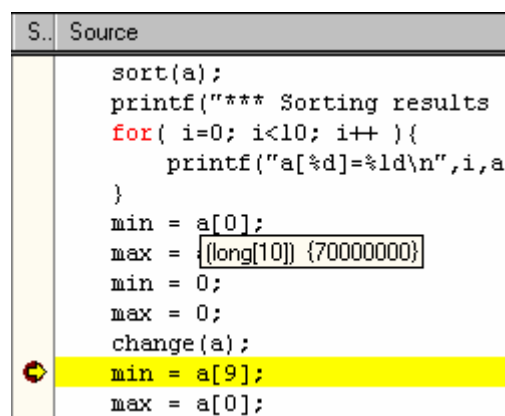 S.. Source
sort(a);
printf("*** Sorting results
for( i=0; i<10; i++ ){
printf("a[%d]=%ld\n",i,a
}
min = a[0];
max =
(long[10]) {70000000}
min = 0;
max = 0;
change(a);
min = a[9];
max = a[0];